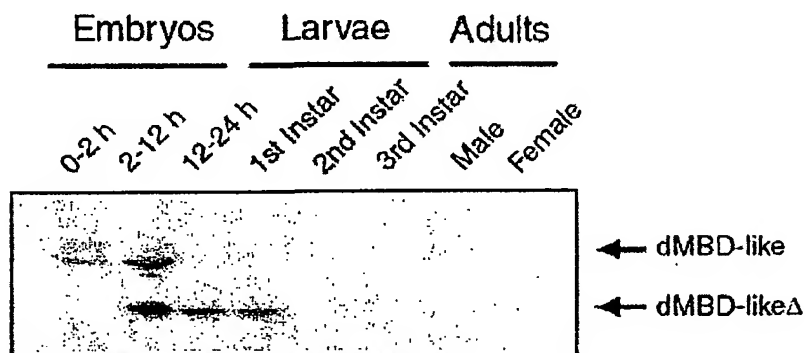 Embryos Larvae Adults
0-2 h 2-12 h 12-24 h 1st Instar 2nd Instar 3rd Instar Male Female
dMBD-like
dMBD-likeΔ